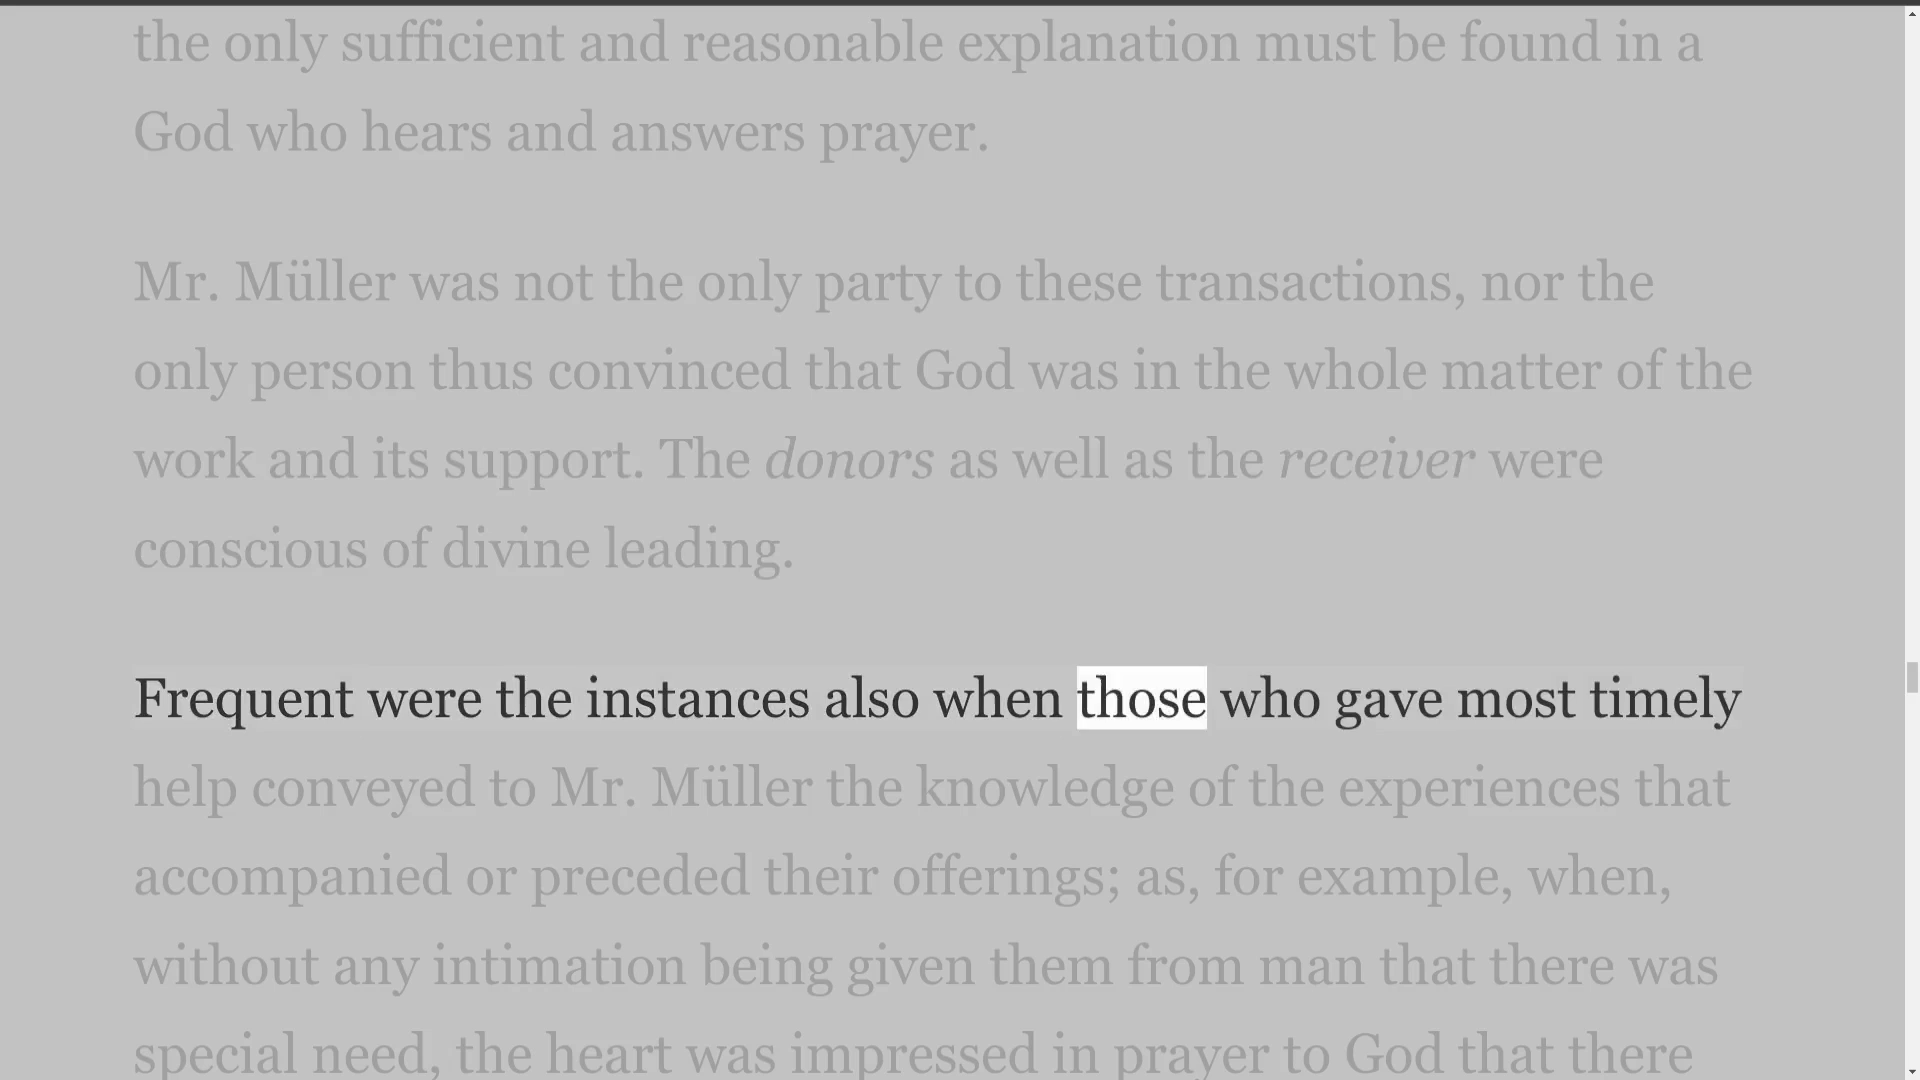 the only sufficient and reasonable explanation must be found in a
God who hears and answers prayer.
Mr. Müller was not the only party to these transactions, nor the
only person thus convinced that God was in the whole matter of the
work and its support. The donors as well as the receiver were
conscious of divine leading.
Frequent were the instances also when those who gave most timely
help conveyed to Mr. Müller the knowledge of the experiences that
accompanied or preceded their offerings; as, for example, when,
without any intimation being given them from man that there was
special need, the heart was impressed in prayer to God that there